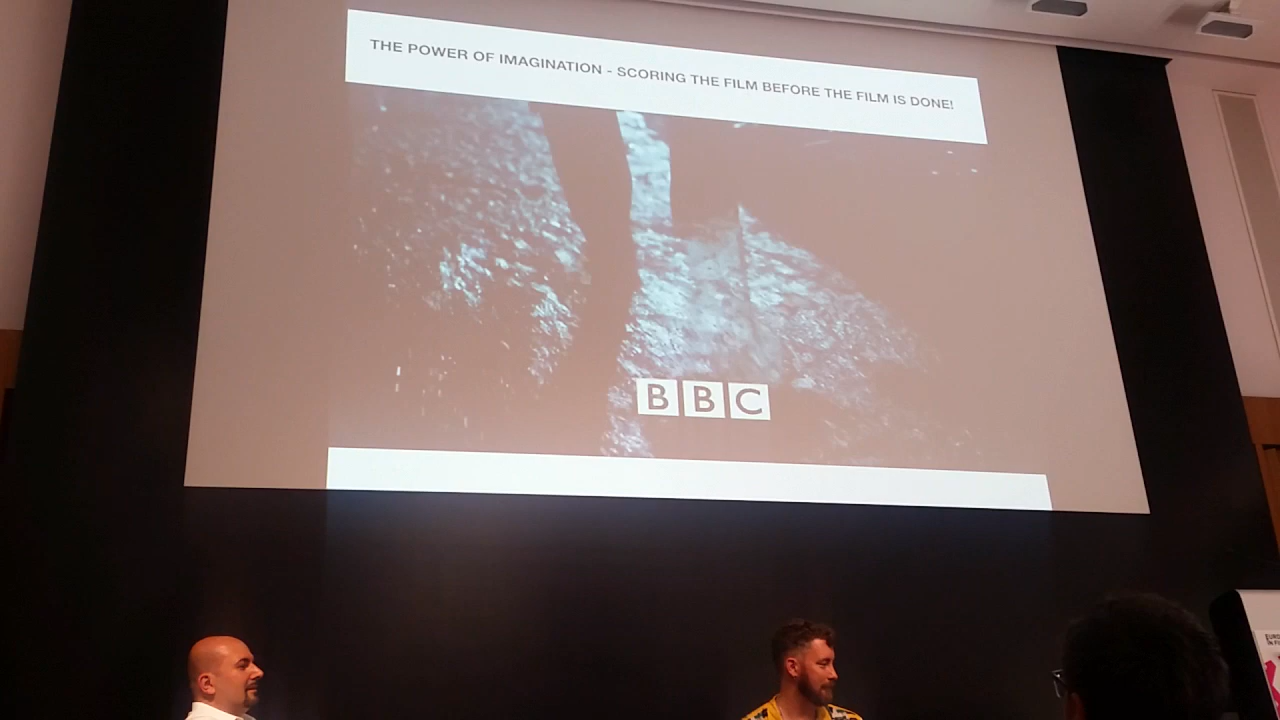 THE POWER OF IMAGINATION - SCORING THE FILM BEFORE THE FILM IS DONE!
BBC